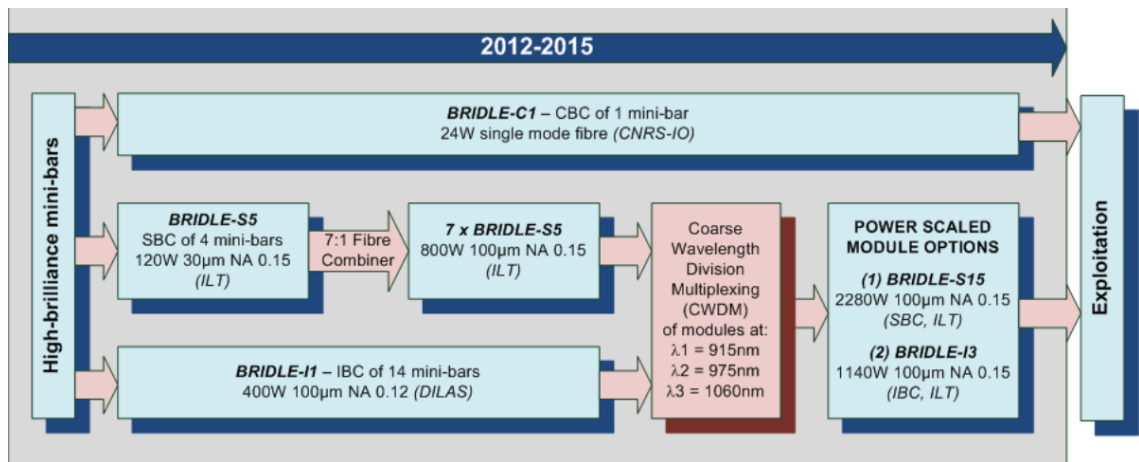 2012-2015
High-brilliance mini-bars
BRIDLE-C1 – CBC of 1 mini-bar
24W single mode fibre (CNRS-IO)
BRIDLE-S5
SBC of 4 mini-bars
120W 30µm NA 0.15
(ILT)
7:1 Fibre
Combiner
7 x BRIDLE-S5
800W 100µm NA 0.15
(ILT)
BRIDLE-I1 – IBC of 14 mini-bars
400W 100µm NA 0.12 (DILAS)
Coarse
Wavelength
Division
Multiplexing
(CWDM)
of modules at:
λ1 = 915nm
λ2 = 975nm
λ3 = 1060nm
POWER SCALED
MODULE OPTIONS
(1) BRIDLE-S15
2280W 100µm NA 0.15
(SBC, ILT)
(2) BRIDLE-I3
1140W 100µm NA 0.15
(IBC, ILT)
Exploitation